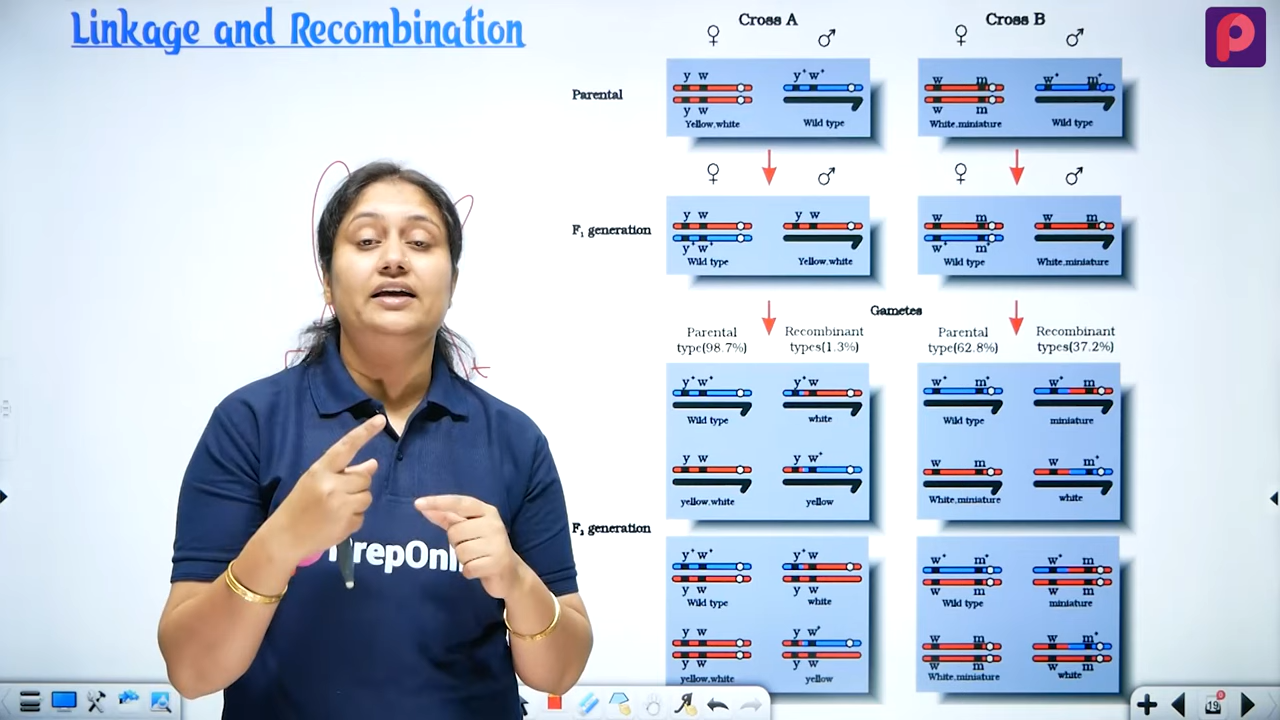 Linkage and Recombination
Cross A
Cross B
♀ ♂ ♀ ♂
Parental
y w y⁺ w⁺ w m w⁺ m⁺
y w w m
Yellow,white Wild type White,miniature Wild type
♀ ♂ ♀ ♂
F₁ generation
y w y w w m w m
y⁺ w⁺ w⁺ m⁺
Wild type Yellow,white Wild type White,miniature
Gametes
Parental type(98.7%)
Recombinant types(1.3%)
Parental type(62.8%)
Recombinant types(37.2%)
y⁺ w⁺ y⁺ w w⁺ m⁺ w⁺ m
Wild type white Wild type miniature
y w y w⁺ w m w m⁺
yellow,white yellow White,miniature white
F₂ generation
y⁺ w⁺ y⁺ w w⁺ m⁺ w⁺ m
y w y w w m w m
Wild type white Wild type miniature
y w y w⁺ w m w m⁺
y w y w w m w m
yellow,white yellow White,miniature white
PrepOnl
19